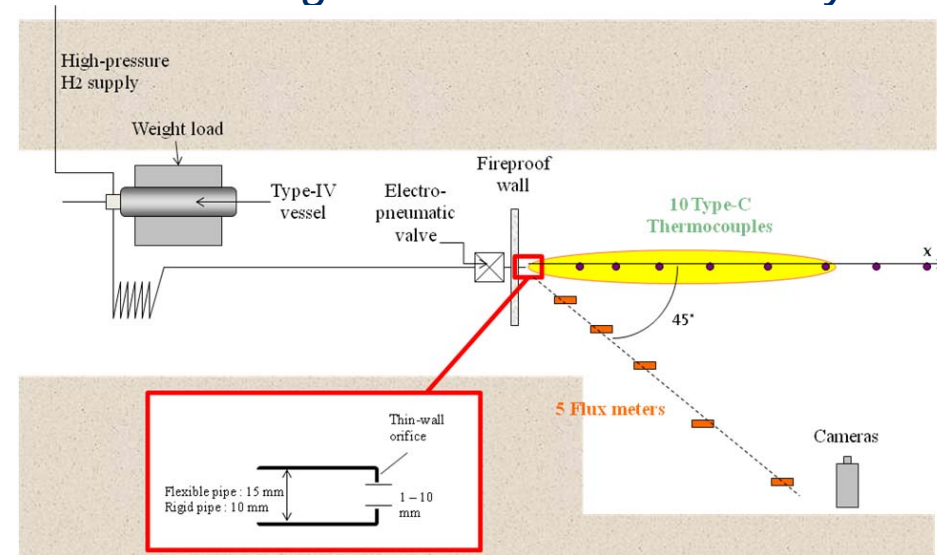 High-pressure
H2 supply
Weight load
Type-IV
vessel
Electro-
pneumatic
valve
Fireproof
wall
10 Type-C
Thermocouples
x
45°
5 Flux meters
Cameras
Thin-wall
orifice
Flexible pipe : 15 mm
Rigid pipe : 10 mm
1 – 10
mm